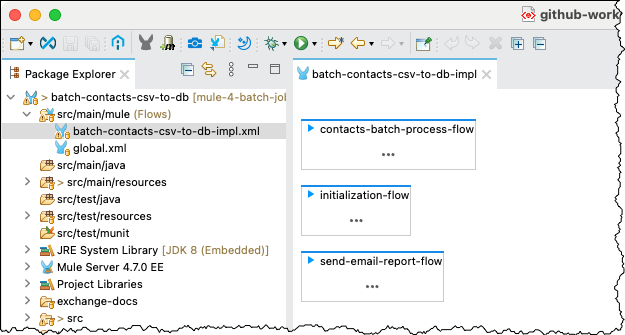 github-work
Package Explorer
> batch-contacts-csv-to-db [mule-4-batch-jo
src/main/mule (Flows)
batch-contacts-csv-to-db-impl.xml
global.xml
src/main/java
> src/main/resources
src/test/java
src/test/resources
src/test/munit
JRE System Library [JDK 8 (Embedded)]
Mule Server 4.7.0 EE
Project Libraries
exchange-docs
> src
batch-contacts-csv-to-db-impl
contacts-batch-process-flow
initialization-flow
send-email-report-flow